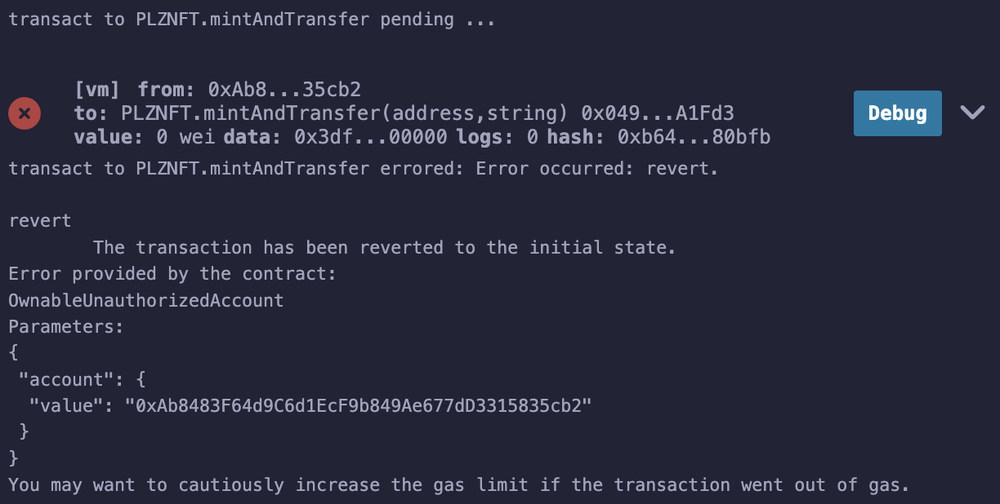 transact to PLZNFT.mintAndTransfer pending ...
[vm] from: 0xAb8...35cb2
to: PLZNFT.mintAndTransfer(address,string) 0x049...A1Fd3
value: 0 wei data: 0x3df...00000 logs: 0 hash: 0xb64...80bfb
Debug
transact to PLZNFT.mintAndTransfer errored: Error occurred: revert.
revert
The transaction has been reverted to the initial state.
Error provided by the contract:
OwnableUnauthorizedAccount
Parameters:
{
"account": {
"value": "0xAb8483F64d9C6d1EcF9b849Ae677dD3315835cb2"
}
}
You may want to cautiously increase the gas limit if the transaction went out of gas.